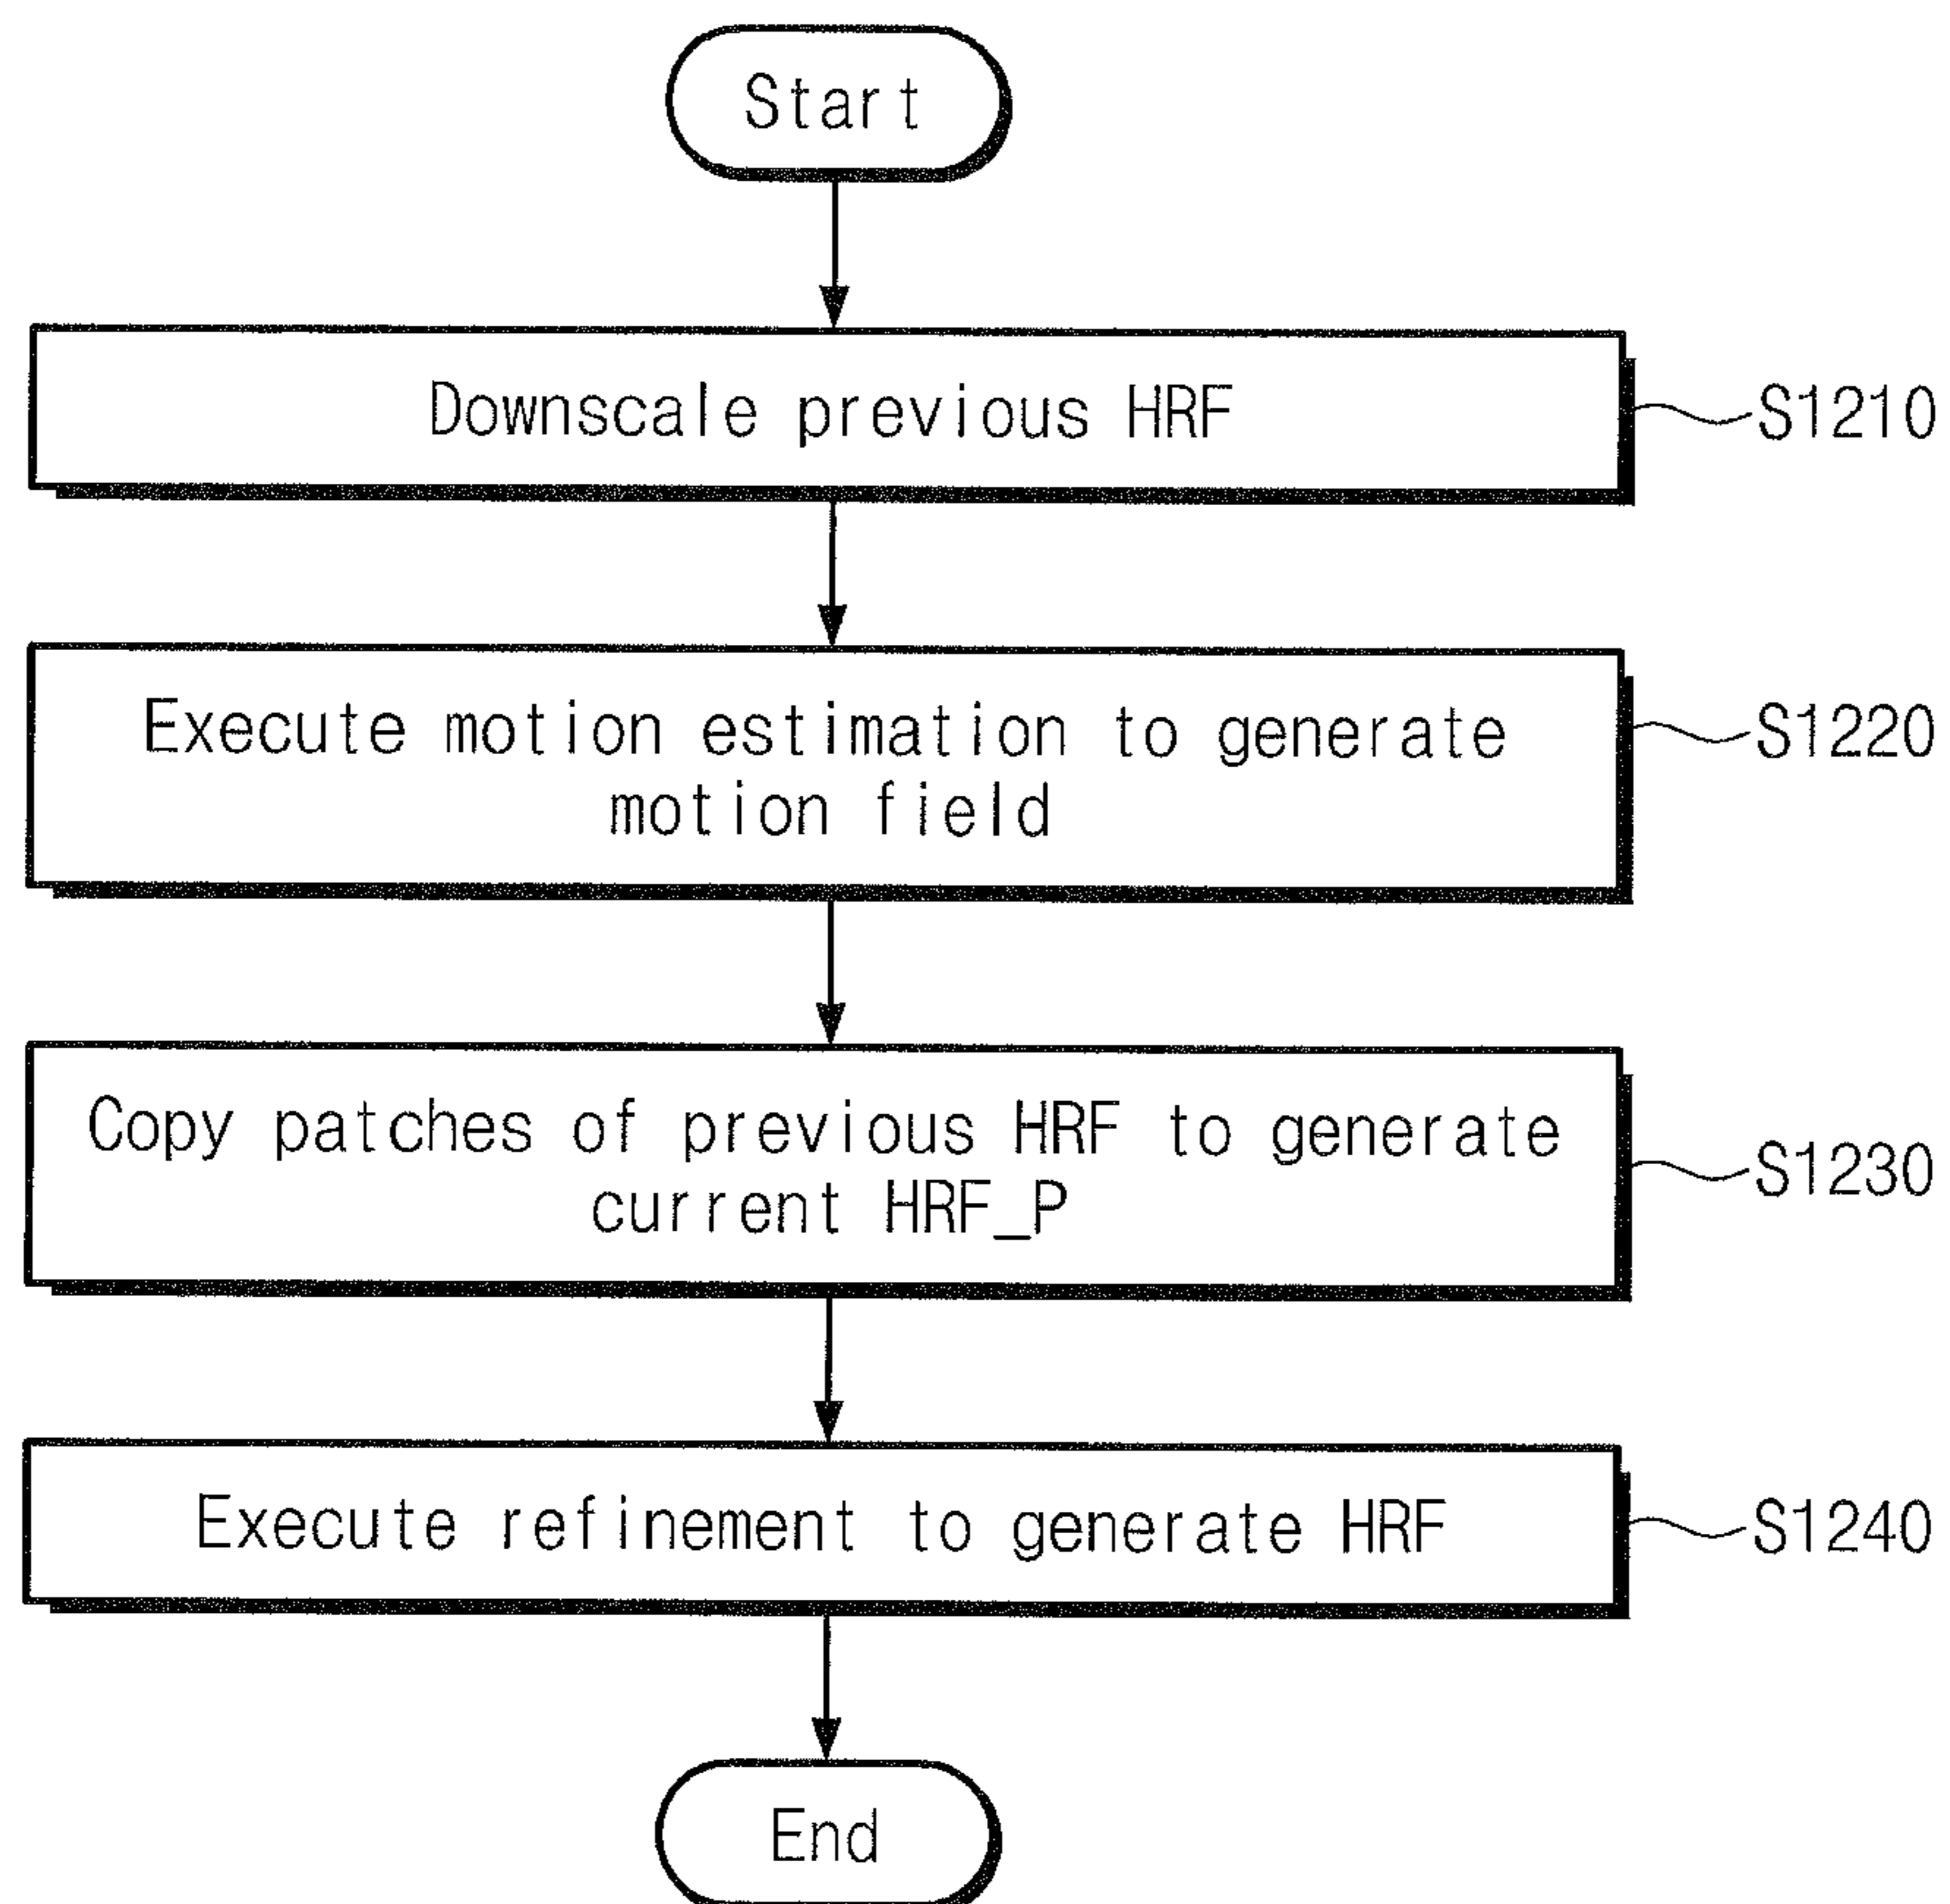 Start
Downscale previous HRF
S1210
Execute motion estimation to generate
motion field
S1220
Copy patches of previous HRF to generate
current HRF_P
S1230
Execute refinement to generate HRF
S1240
End